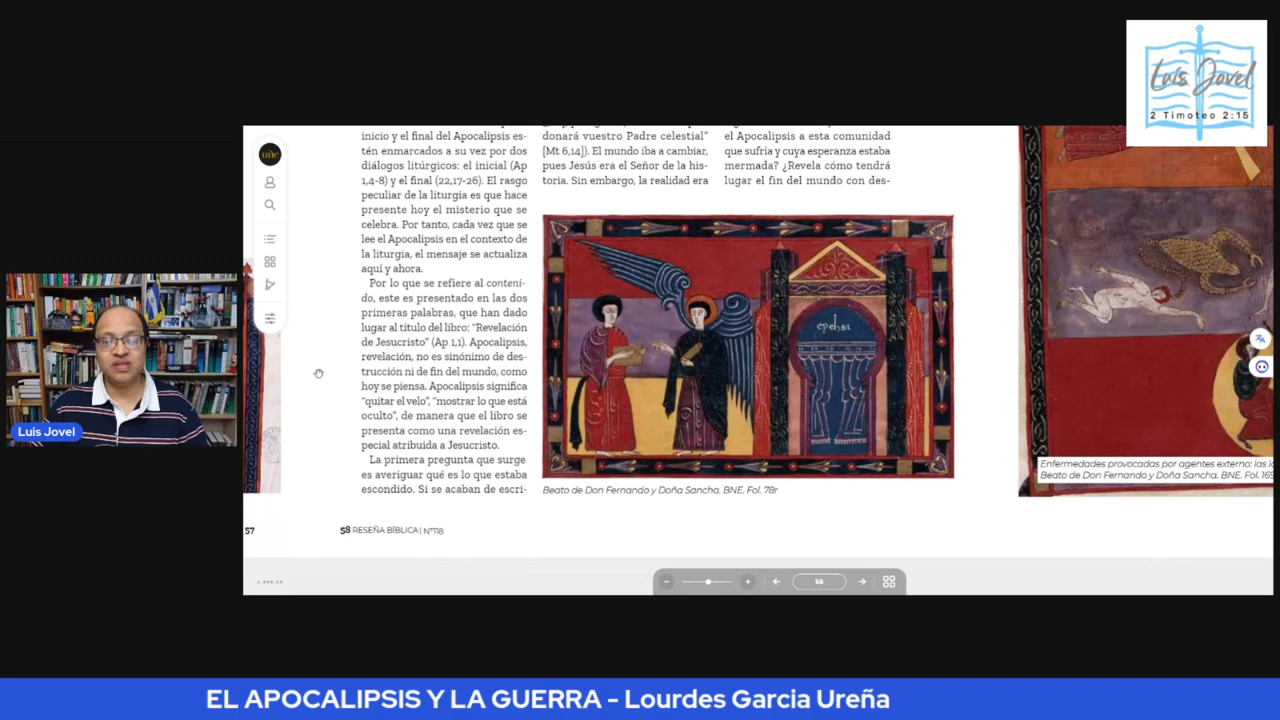 Luis Jovel
2 Timoteo 2:15
inicio y el final del Apocalipsis es-
tén enmarcados a su vez por dos
diálogos litúrgicos: el inicial (Ap
1,4-8) y el final (22,17-26). El rasgo
peculiar de la liturgia es que hace
presente hoy el misterio que se
celebra. Por tanto, cada vez que se
lee el Apocalipsis en el contexto de
la liturgia, el mensaje se actualiza
aquí y ahora.
Por lo que se refiere al conteni-
do, este es presentado en las dos
primeras palabras, que han dado
lugar al título del libro: “Revelación
de Jesucristo” (Ap 1,1). Apocalipsis,
revelación, no es sinónimo de des-
trucción ni de fin del mundo, como
hoy se piensa. Apocalipsis significa
“quitar el velo”, “mostrar lo que está
oculto”, de manera que el libro se
presenta como una revelación es-
pecial atribuida a Jesucristo.
La primera pregunta que surge
es averiguar qué es lo que estaba
escondido. Si se acaban de escri-
donará vuestro Padre celestial”
[Mt 6,14]). El mundo iba a cambiar,
pues Jesús era el Señor de la his-
toria. Sin embargo, la realidad era
el Apocalipsis a esta comunidad
que sufría y cuya esperanza estaba
mermada? ¿Revela cómo tendrá
lugar el fin del mundo con des-
Beato de Don Fernando y Doña Sancha. BNE. Fol. 78r
Enfermedades provocadas por agentes externo: las
Beato de Don Fernando y Doña Sancha. BNE. Fol. 16
57
58 RESEÑA BÍBLICA | Nº118
58
Luis Jovel
EL APOCALIPSIS Y LA GUERRA - Lourdes Garcia Ureña